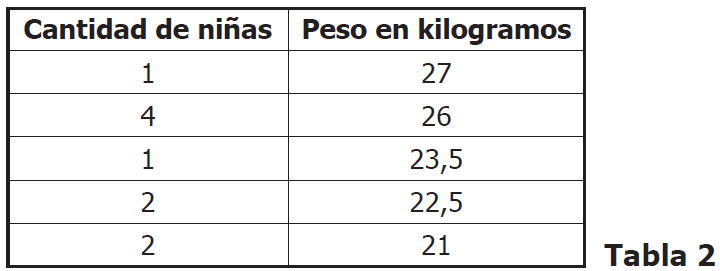 Cantidad de niñas Peso en kilogramos
1 27
4 26
1 23,5
2 22,5
2 21
Tabla 2